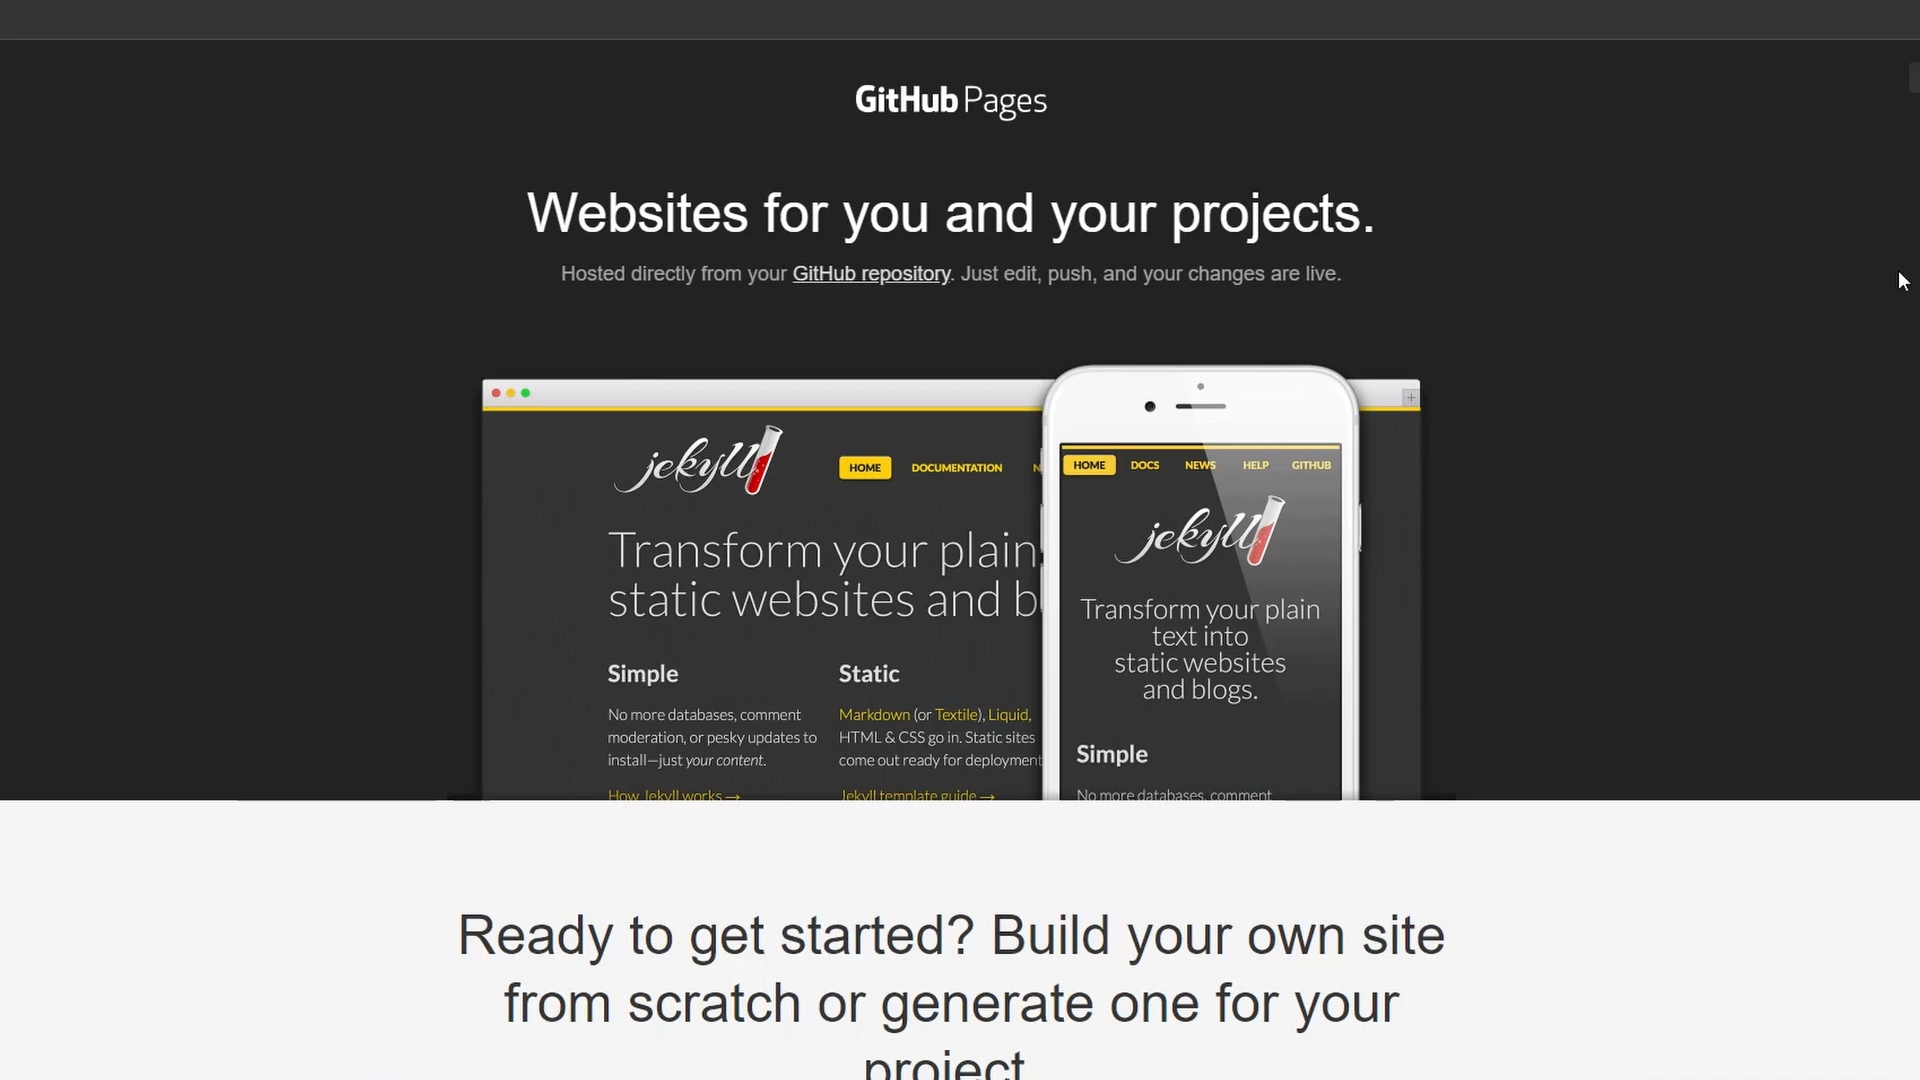 GitHub Pages
Websites for you and your projects.
Hosted directly from your GitHub repository. Just edit, push, and your changes are live.
jekyll
HOME
DOCUMENTATION
N
Transform your plain
static websites and b
Simple
No more databases, comment
moderation, or pesky updates to
install—just your content.
How Jekyll works →
Static
Markdown (or Textile), Liquid,
HTML & CSS go in. Static sites
come out ready for deployment
Jekyll template guide →
HOME
DOCS
NEWS
HELP
GITHUB
jekyll
Transform your plain
text into
static websites
and blogs.
Simple
No more databases, comment
Ready to get started? Build your own site
from scratch or generate one for your
project